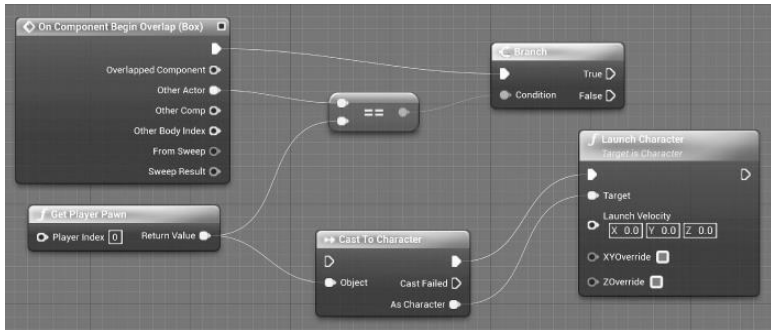 On Component Begin Overlap (Box)
Overlapped Component
Other Actor
Other Comp
Other Body Index
From Sweep
Sweep Result
==
Branch
True
Condition
False
f Get Player Pawn
Player Index 0
Return Value
Cast To Character
Object
Cast Failed
As Character
f Launch Character
Target is Character
Target
Launch Velocity
X 0.0 Y 0.0 Z 0.0
XYOverride
ZOverride